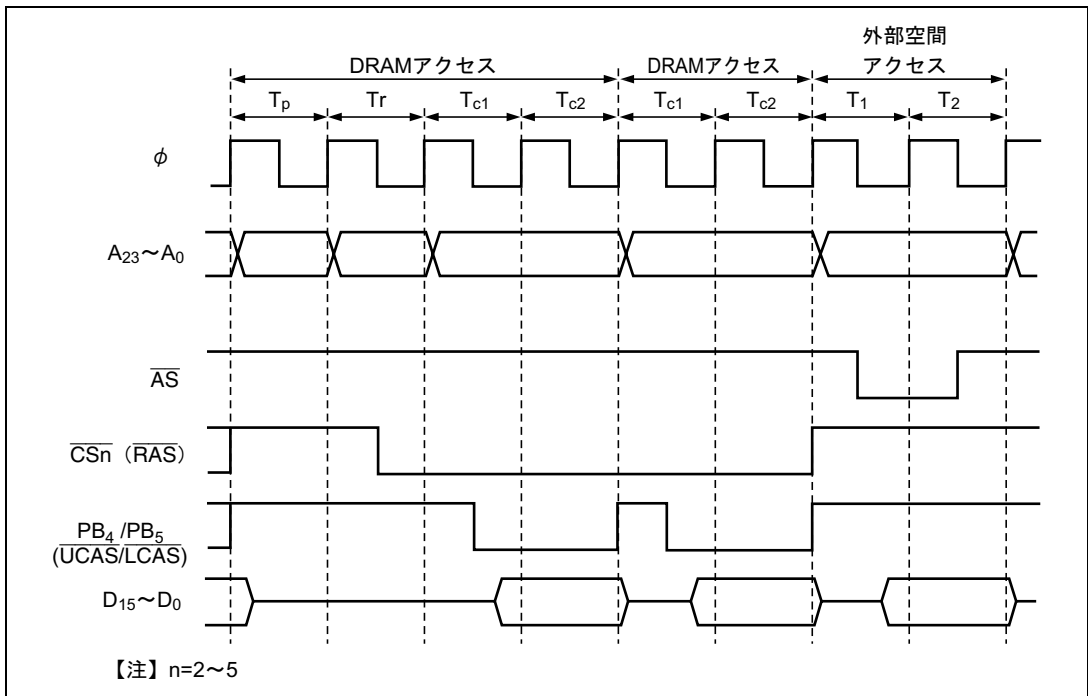 外部空間
DRAMアクセス DRAMアクセス アクセス
Tp Tr Tc1 Tc2 Tc1 Tc2 T1 T2
φ
A23～A0
AS
CSn（RAS）
PB4 /PB5
(UCAS/LCAS)
D15～D0
【注】n=2～5